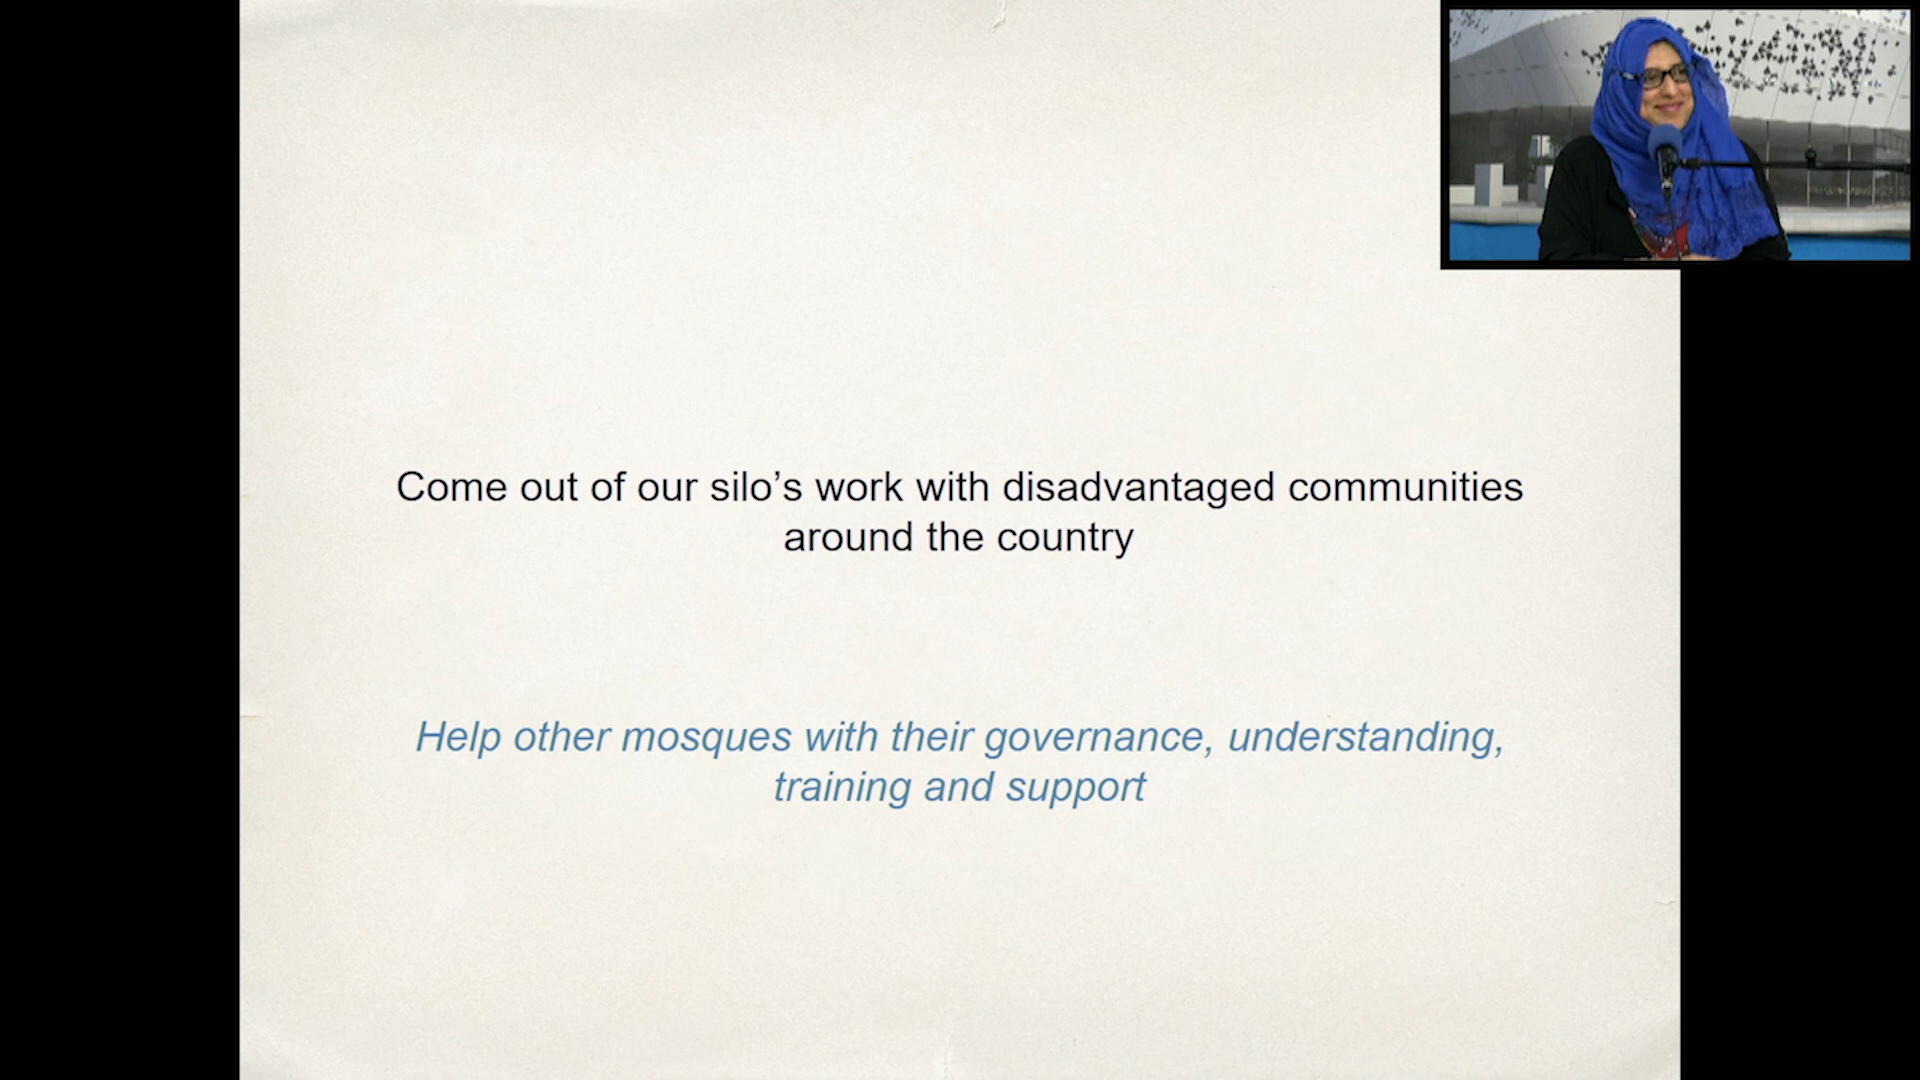 Come out of our silo’s work with disadvantaged communities
around the country
Help other mosques with their governance, understanding,
training and support